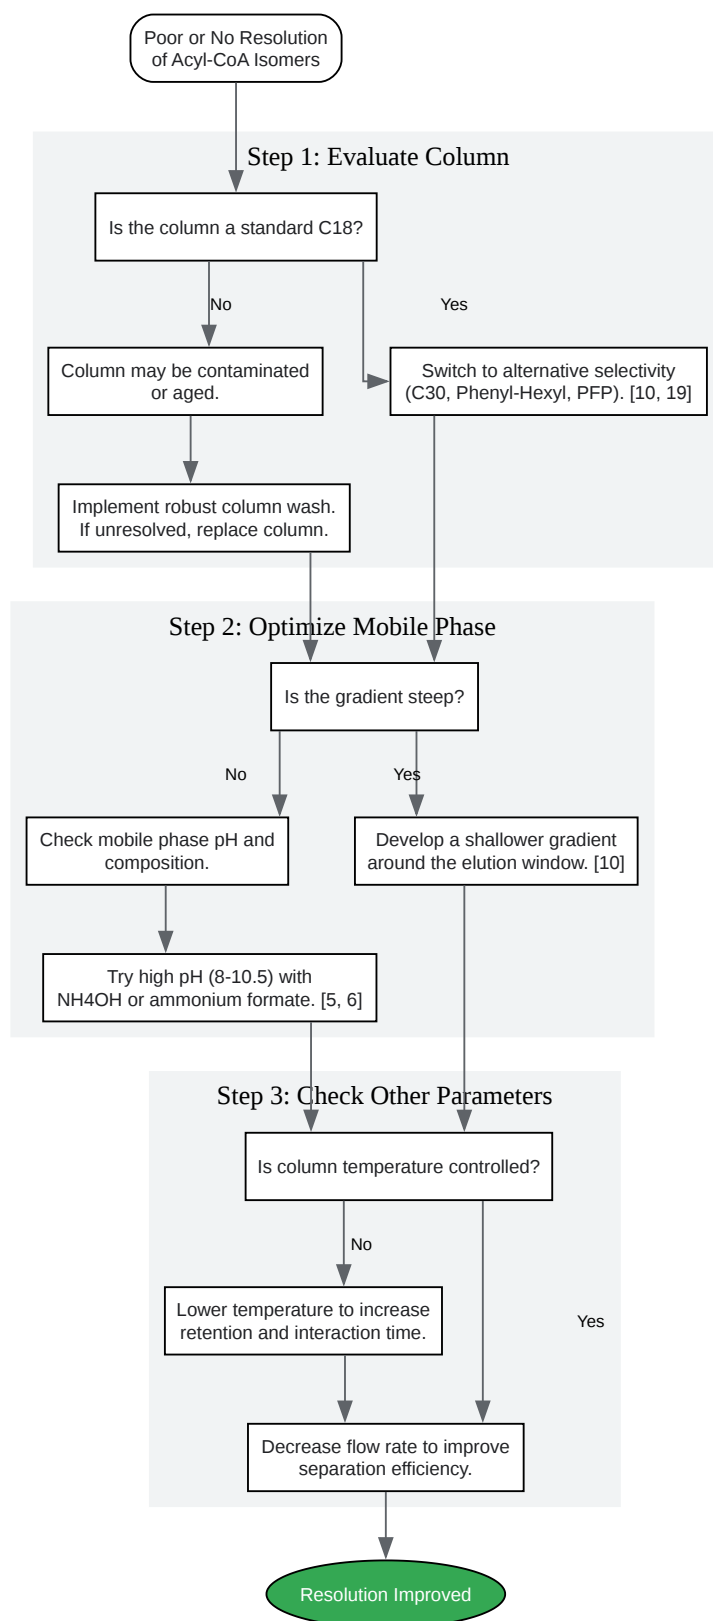 Poor or No Resolution
of Acyl-CoA Isomers
Step 1: Evaluate Column
Is the column a standard C18?
No
Yes
Column may be contaminated
or aged.
Switch to alternative selectivity
(C30, Phenyl-Hexyl, PFP). [10, 19]
Implement robust column wash.
If unresolved, replace column.
Step 2: Optimize Mobile Phase
Is the gradient steep?
No
Yes
Check mobile phase pH and
composition.
Develop a shallower gradient
around the elution window. [10]
Try high pH (8-10.5) with
NH4OH or ammonium formate. [5, 6]
Step 3: Check Other Parameters
Is column temperature controlled?
No
Yes
Lower temperature to increase
retention and interaction time.
Decrease flow rate to improve
separation efficiency.
Resolution Improved